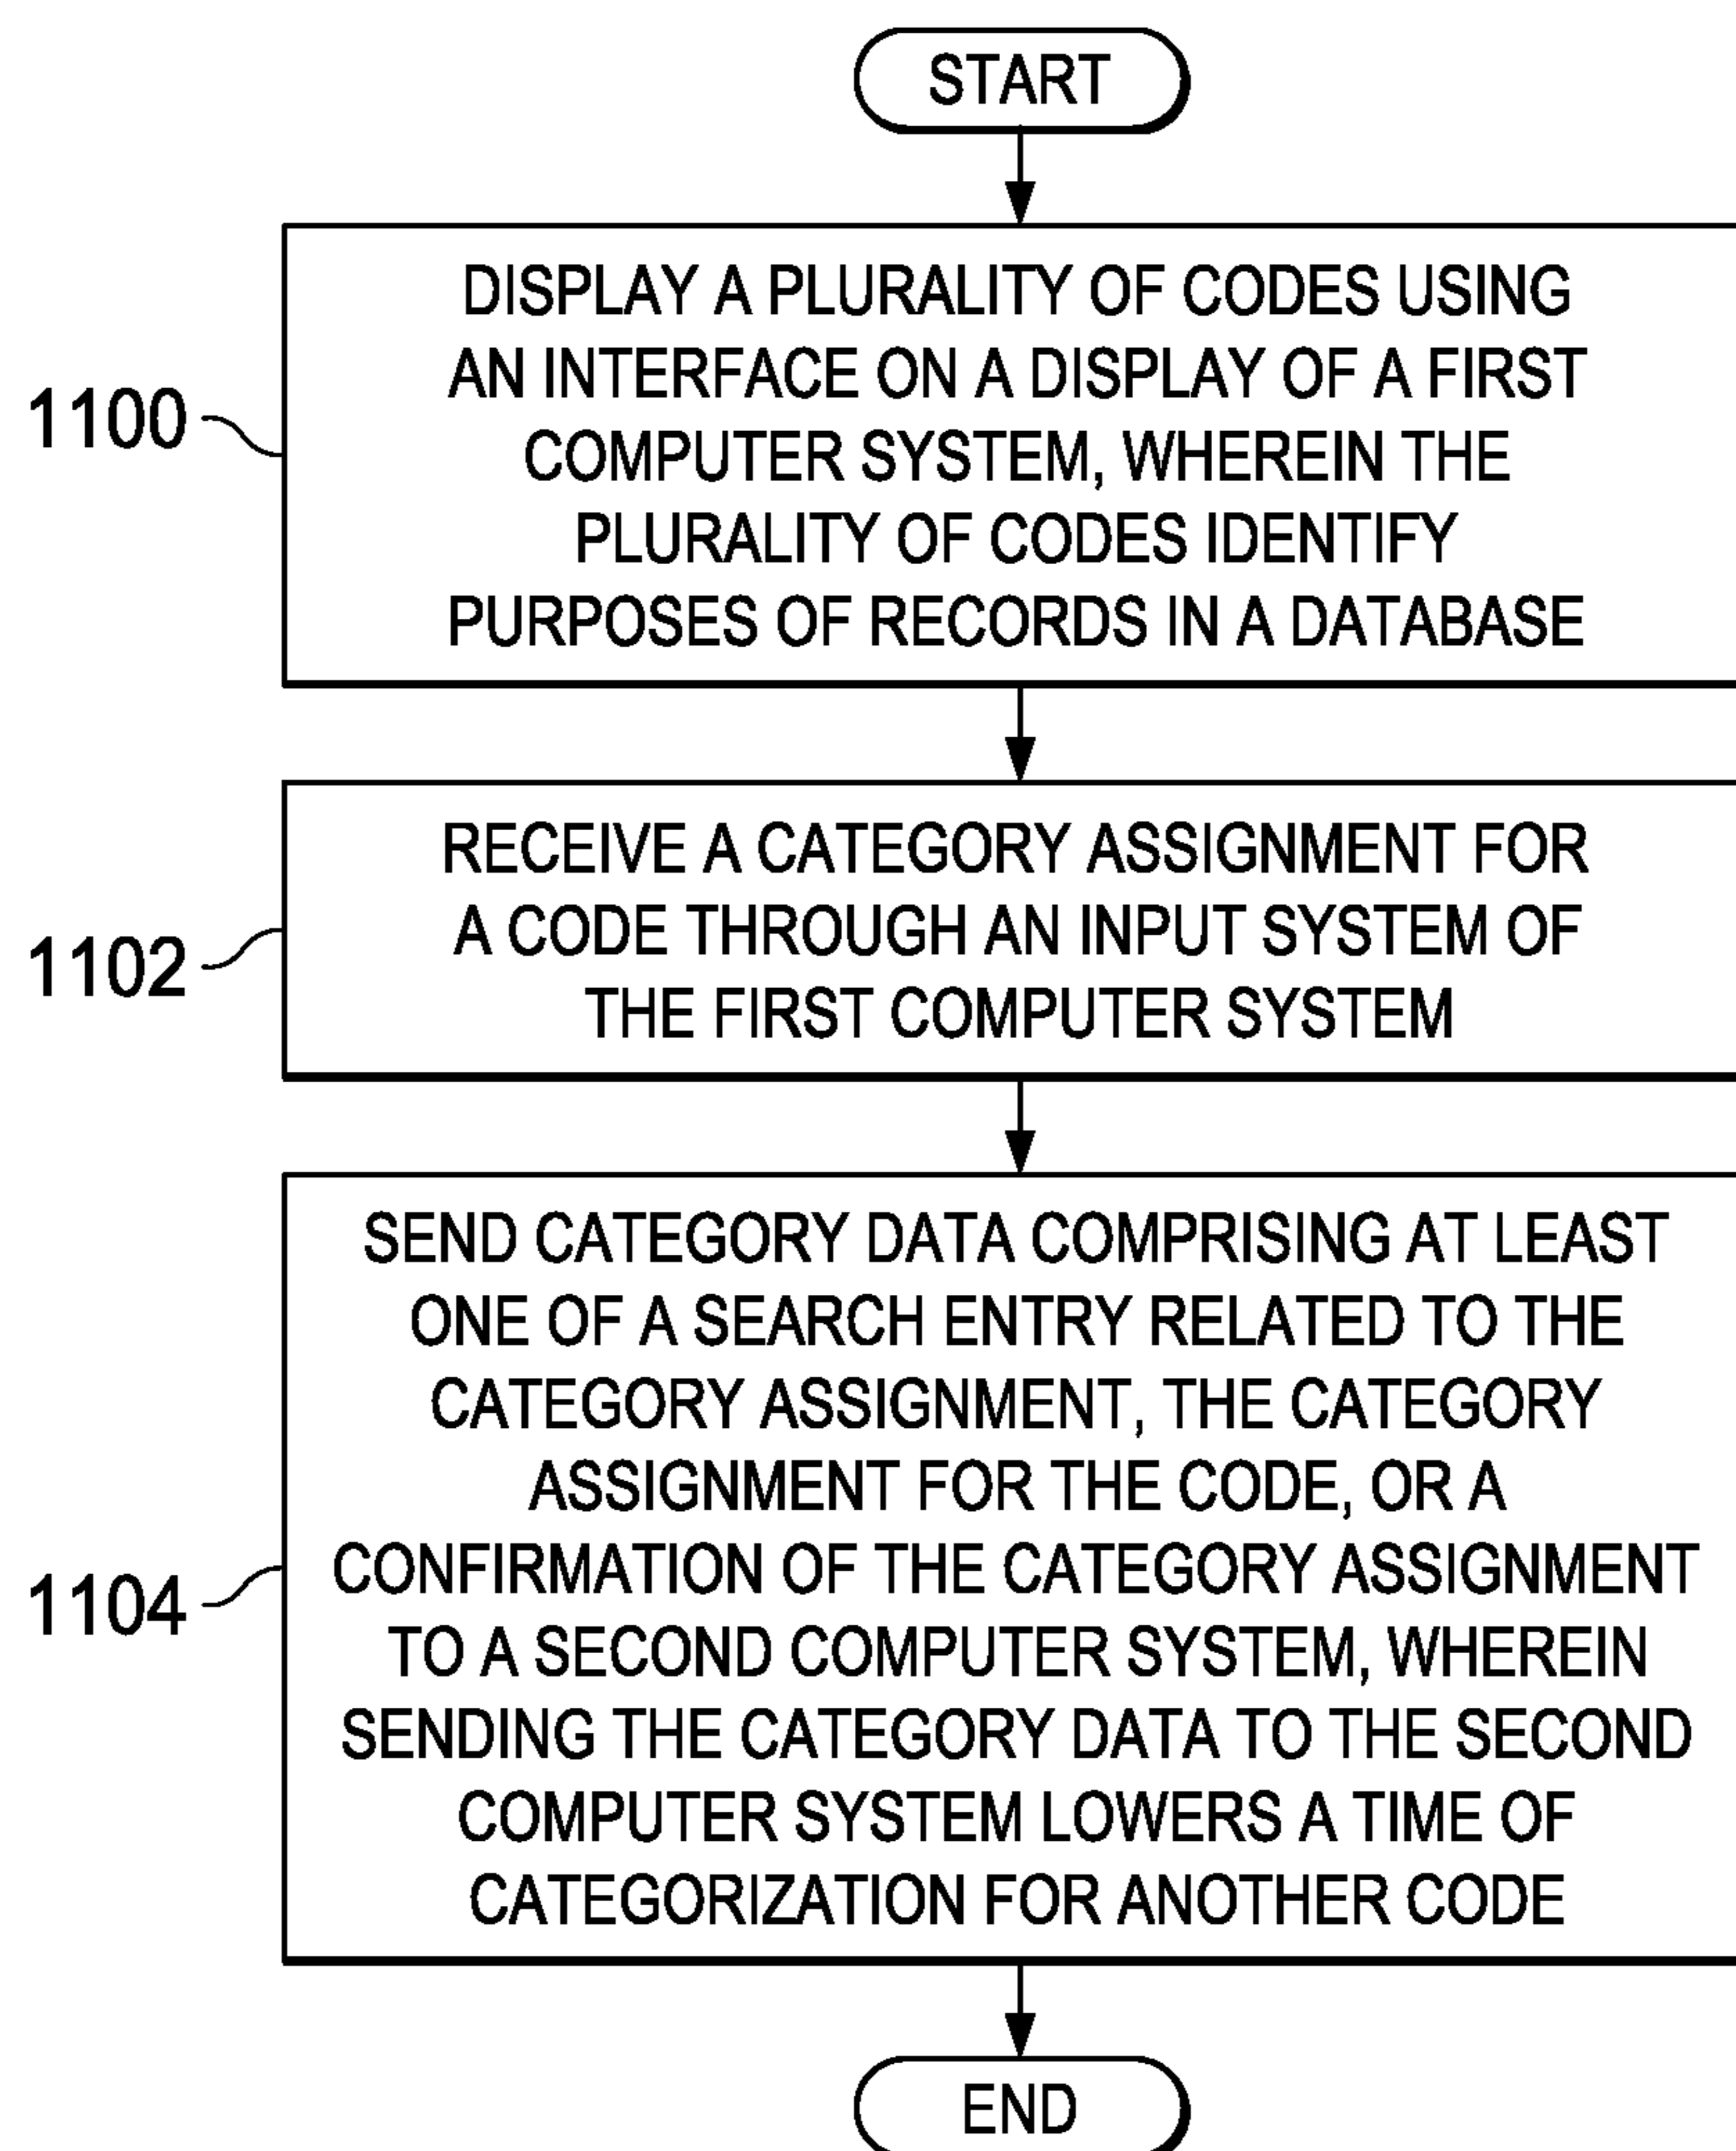 START
DISPLAY A PLURALITY OF CODES USING
AN INTERFACE ON A DISPLAY OF A FIRST
COMPUTER SYSTEM, WHEREIN THE
PLURALITY OF CODES IDENTIFY
PURPOSES OF RECORDS IN A DATABASE
1100
RECEIVE A CATEGORY ASSIGNMENT FOR
A CODE THROUGH AN INPUT SYSTEM OF
THE FIRST COMPUTER SYSTEM
1102
SEND CATEGORY DATA COMPRISING AT LEAST
ONE OF A SEARCH ENTRY RELATED TO THE
CATEGORY ASSIGNMENT, THE CATEGORY
ASSIGNMENT FOR THE CODE, OR A
CONFIRMATION OF THE CATEGORY ASSIGNMENT
TO A SECOND COMPUTER SYSTEM, WHEREIN
SENDING THE CATEGORY DATA TO THE SECOND
COMPUTER SYSTEM LOWERS A TIME OF
CATEGORIZATION FOR ANOTHER CODE
1104
END